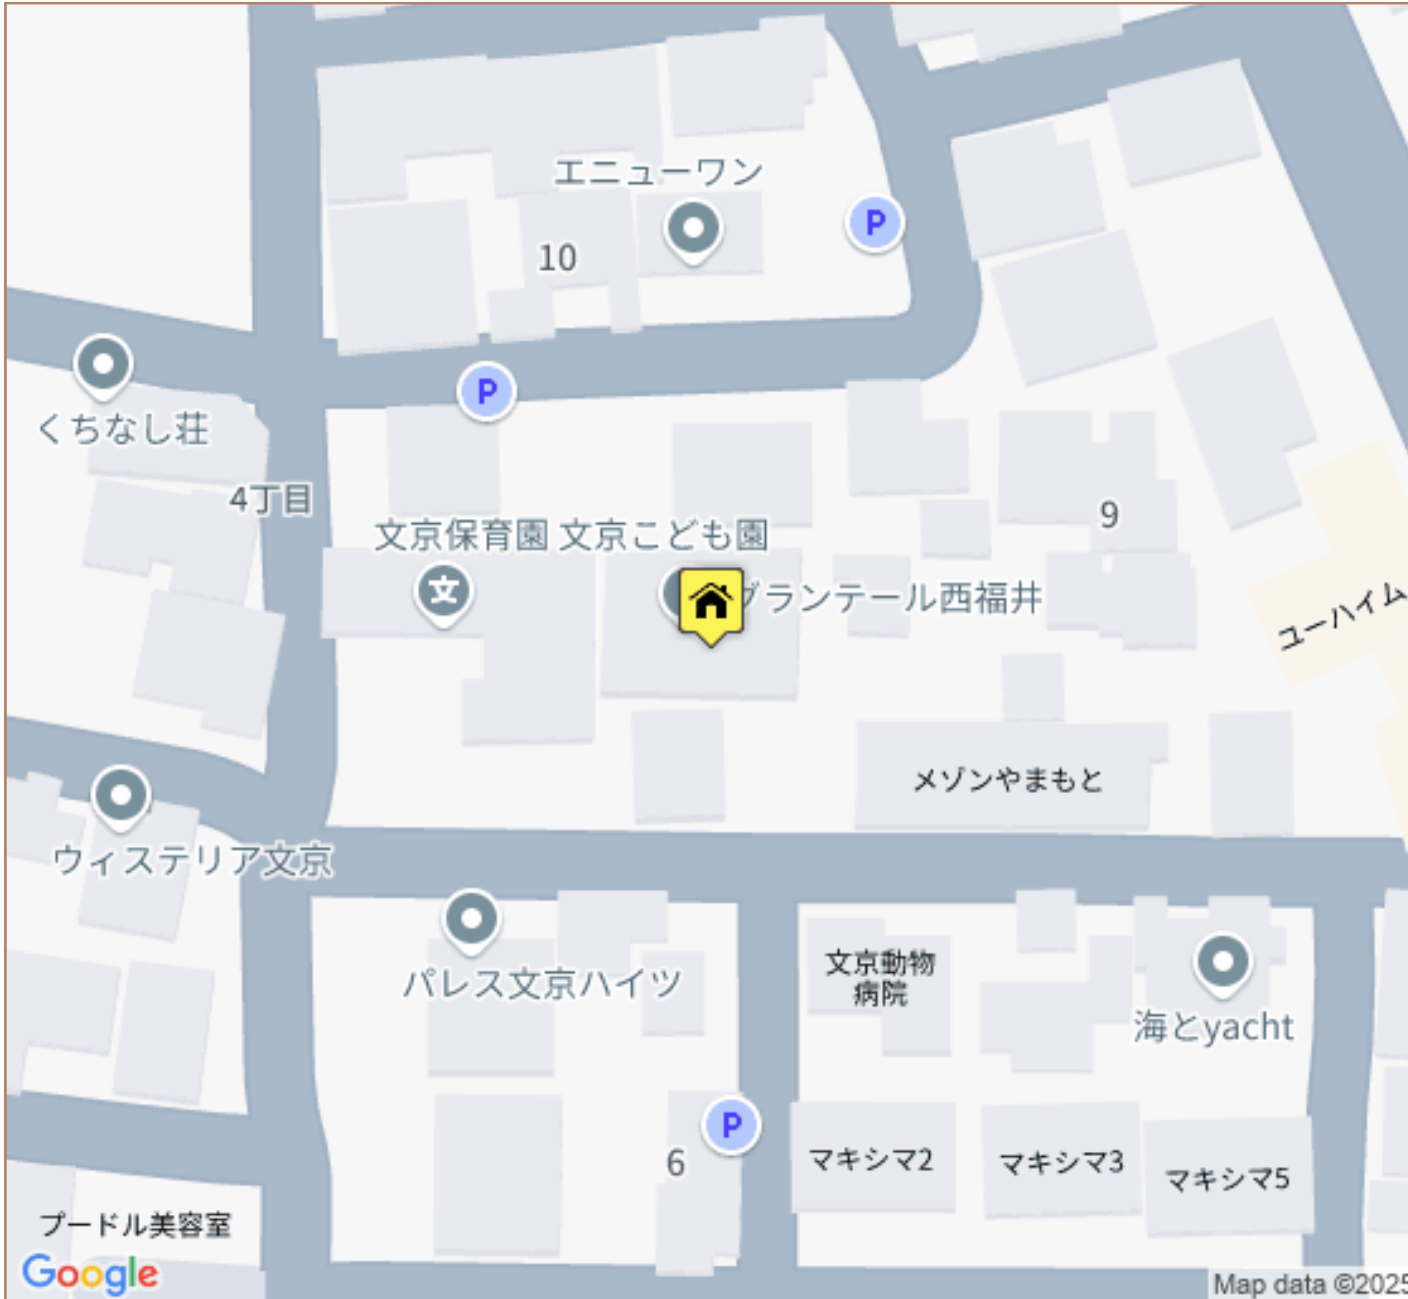 エニューワン
P
10
P
くちなし荘
4丁目
9
文京保育園 文京こども園
文
グランテール西福井
ユーハイム
メゾンやまもと
ウィステリア文京
パレス文京ハイツ
文京動物
病院
海とyacht
P
6
マキシマ2
マキシマ3
マキシマ5
プードル美容室
Google
Map data ©2025